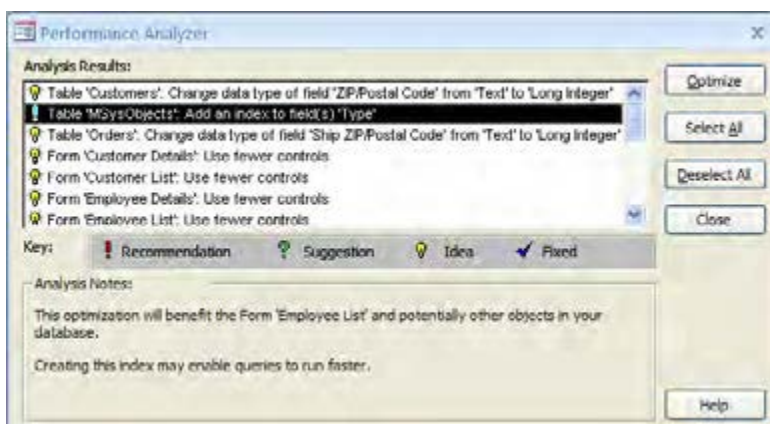 Performance Analyzer
Analysis Results:
Table 'Customers': Change data type of field 'ZIP/Postal Code' from 'Text' to 'Long Integer'
Table 'MSysObjects': Add an index to field(s) 'Type'
Table 'Orders': Change data type of field 'Ship ZIP/Postal Code' from 'Text' to 'Long Integer'
Form 'Customer Details': Use fewer controls
Form 'Customer List': Use fewer controls
Form 'Employee Details': Use fewer controls
Form 'Employee List': Use fewer controls
Optimize
Select All
Deselect All
Close
Key: Recommendation Suggestion Idea Fixed
Analysis Notes:
This optimization will benefit the Form 'Employee List' and potentially other objects in your
database.
Creating this index may enable queries to run faster.
Help